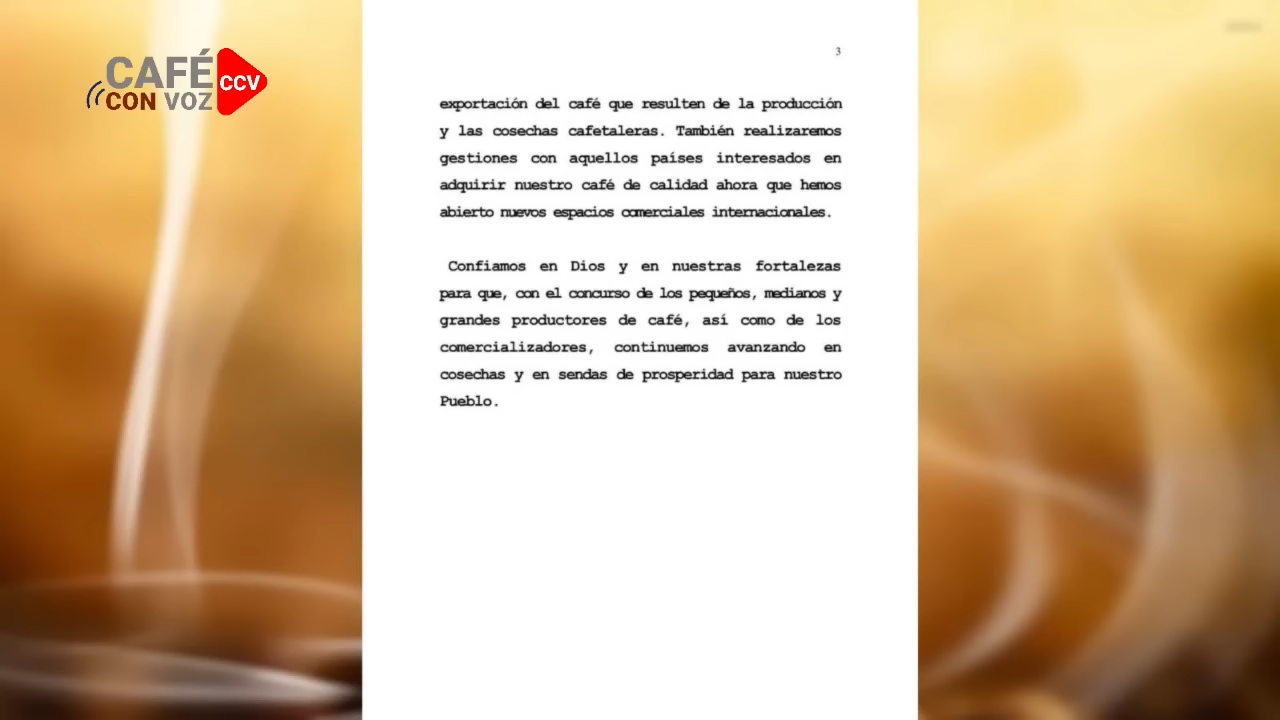 CAFÉ
CON VOZ
CCV
3
exportación del café que resulten de la producción
y las cosechas cafetaleras. También realizaremos
gestiones con aquellos países interesados en
adquirir nuestro café de calidad ahora que hemos
abierto nuevos espacios comerciales internacionales.
Confiamos en Dios y en nuestras fortalezas
para que, con el concurso de los pequeños, medianos y
grandes productores de café, así como de los
comercializadores, continuemos avanzando en
cosechas y en sendas de prosperidad para nuestro
Pueblo.